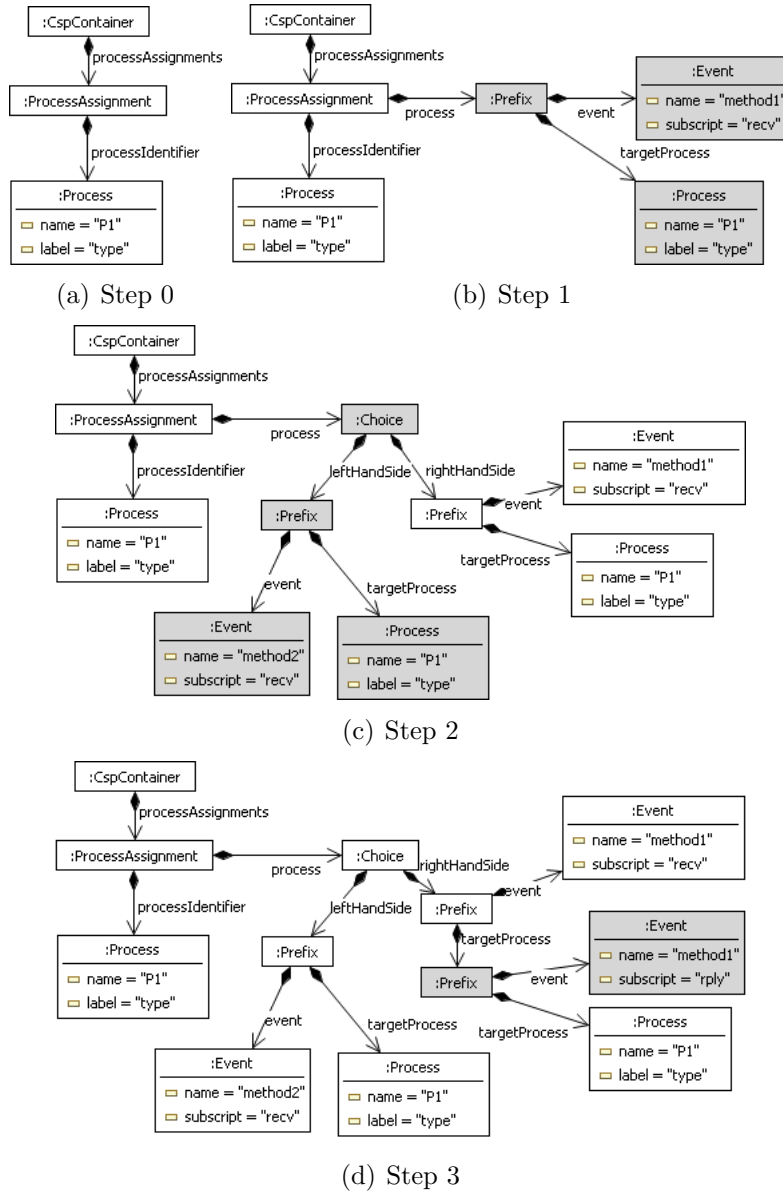 :CspContainer
processAssignments
:ProcessAssignment
processIdentifier
:Process
name = "P1"
label = "type"
(a) Step 0
:CspContainer
processAssignments
:ProcessAssignment
process
:Prefix
event
:Event
name = "method1"
subscript = "recv"
targetProcess
processIdentifier
:Process
name = "P1"
label = "type"
:Process
name = "P1"
label = "type"
(b) Step 1
:CspContainer
processAssignments
:ProcessAssignment
process
:Choice
processIdentifier
leftHandSide
rightHandSide
:Event
name = "method1"
subscript = "recv"
event
:Process
name = "P1"
label = "type"
:Prefix
:Prefix
targetProcess
:Process
name = "P1"
label = "type"
event
targetProcess
:Event
name = "method2"
subscript = "recv"
:Process
name = "P1"
label = "type"
(c) Step 2
:CspContainer
processAssignments
:ProcessAssignment
process
:Choice
rightHandSide
:Event
name = "method1"
subscript = "recv"
event
processIdentifier
leftHandSide
:Prefix
targetProcess
:Process
name = "P1"
label = "type"
:Prefix
:Prefix
event
:Event
name = "method1"
subscript = "rply"
targetProcess
:Process
name = "P1"
label = "type"
event
targetProcess
:Event
name = "method2"
subscript = "recv"
:Process
name = "P1"
label = "type"
(d) Step 3